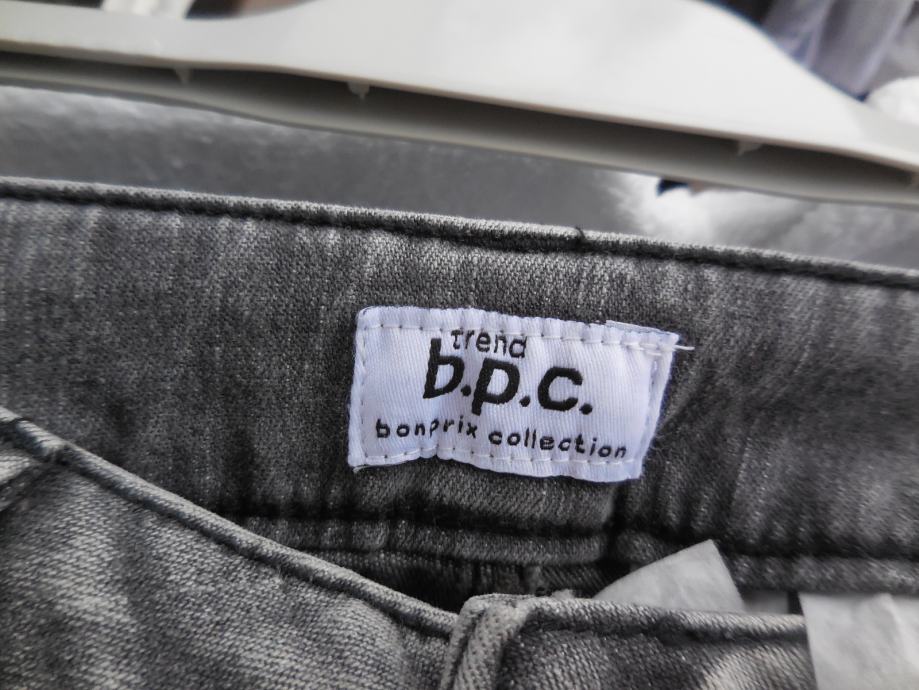 trend
b.p.c.
bonprix collection